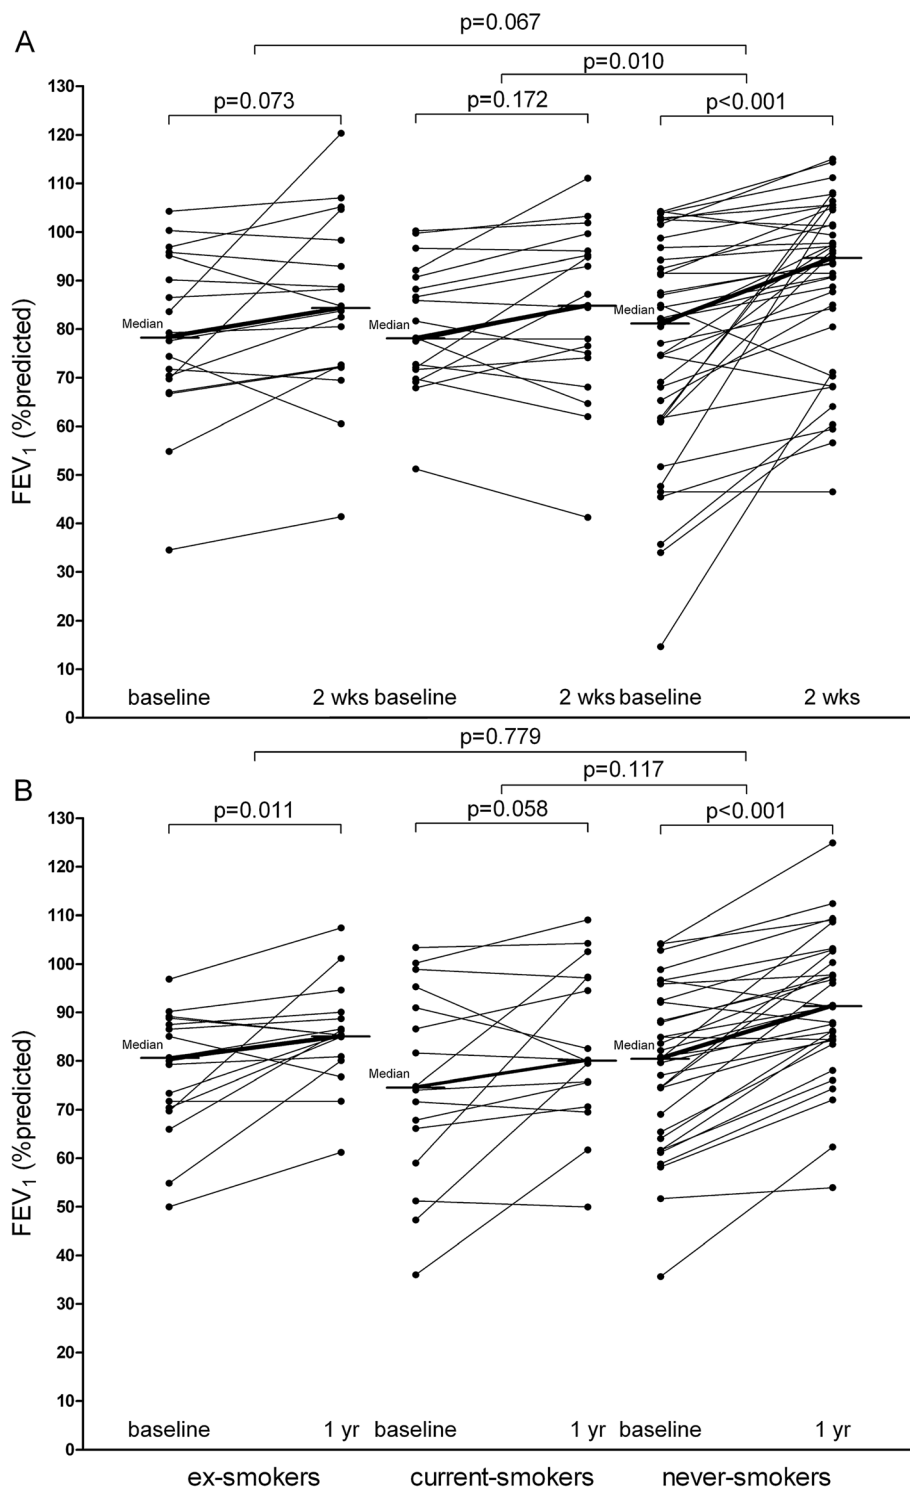 A
p=0.067
p=0.010
p=0.073
p=0.172
p<0.001
130
120
110
100
90
80
70
60
50
40
30
20
10
0
FEV1 (%predicted)
Median
Median
Median
baseline
2 wks
baseline
2 wks
baseline
2 wks
B
p=0.779
p=0.117
p=0.011
p=0.058
p<0.001
130
120
110
100
90
80
70
60
50
40
30
20
10
0
FEV1 (%predicted)
Median
Median
Median
baseline
1 yr
baseline
1 yr
baseline
1 yr
ex-smokers
current-smokers
never-smokers